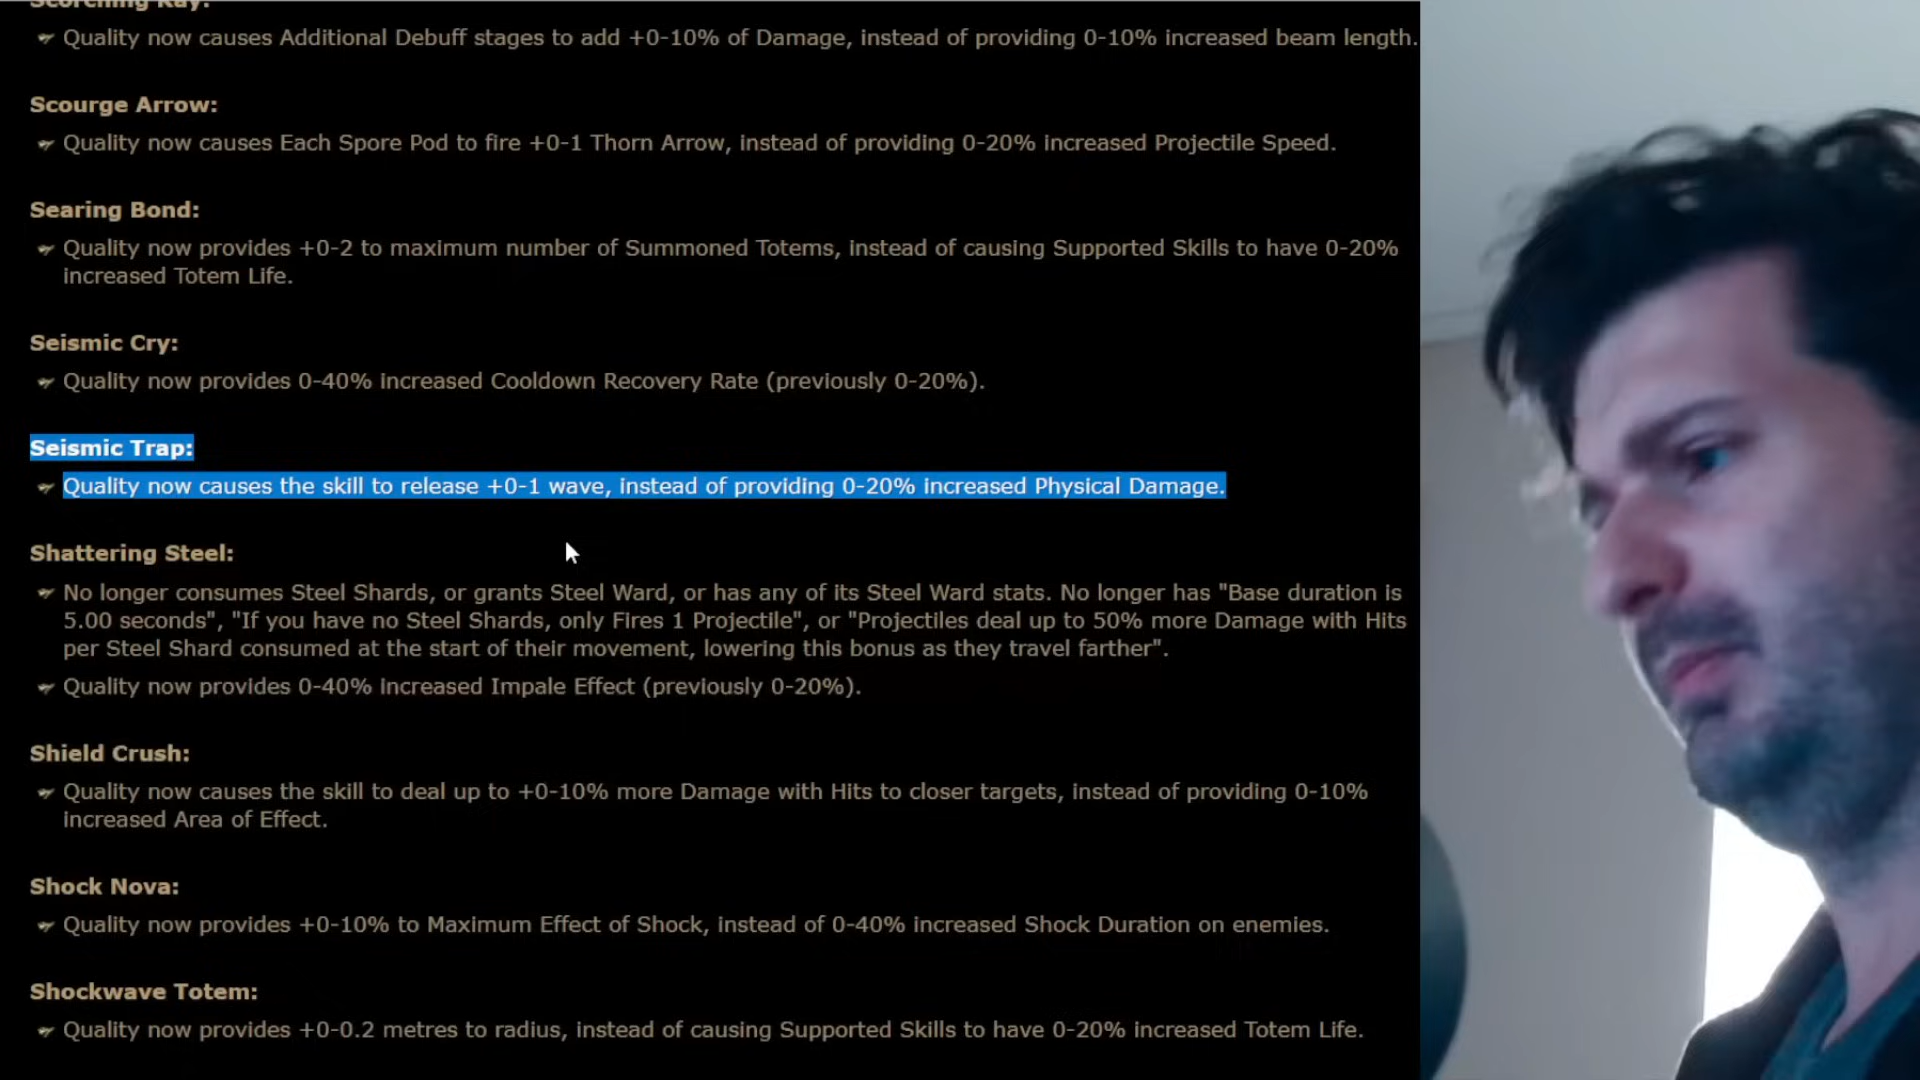 Scorching Ray:
Quality now causes Additional Debuff stages to add +0-10% of Damage, instead of providing 0-10% increased beam length.
Scourge Arrow:
Quality now causes Each Spore Pod to fire +0-1 Thorn Arrow, instead of providing 0-20% increased Projectile Speed.
Searing Bond:
Quality now provides +0-2 to maximum number of Summoned Totems, instead of causing Supported Skills to have 0-20%
increased Totem Life.
Seismic Cry:
Quality now provides 0-40% increased Cooldown Recovery Rate (previously 0-20%).
Seismic Trap:
Quality now causes the skill to release +0-1 wave, instead of providing 0-20% increased Physical Damage.
Shattering Steel:
No longer consumes Steel Shards, or grants Steel Ward, or has any of its Steel Ward stats. No longer has "Base duration is
5.00 seconds", "If you have no Steel Shards, only Fires 1 Projectile", or "Projectiles deal up to 50% more Damage with Hits
per Steel Shard consumed at the start of their movement, lowering this bonus as they travel farther".
Quality now provides 0-40% increased Impale Effect (previously 0-20%).
Shield Crush:
Quality now causes the skill to deal up to +0-10% more Damage with Hits to closer targets, instead of providing 0-10%
increased Area of Effect.
Shock Nova:
Quality now provides +0-10% to Maximum Effect of Shock, instead of 0-40% increased Shock Duration on enemies.
Shockwave Totem:
Quality now provides +0-0.2 metres to radius, instead of causing Supported Skills to have 0-20% increased Totem Life.